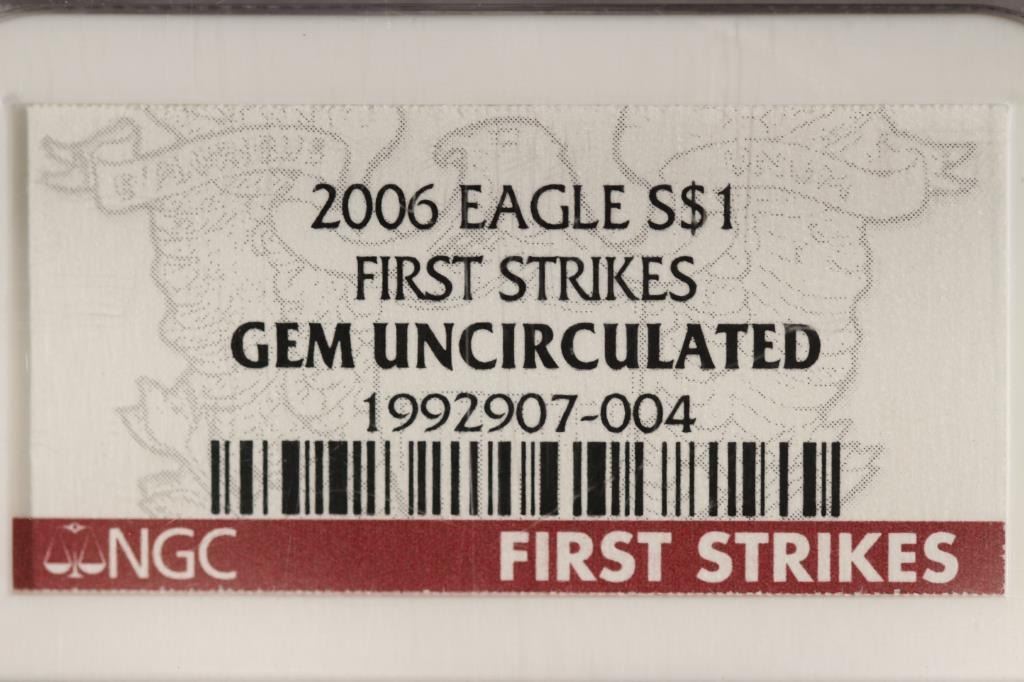 2006 EAGLE S$1
FIRST STRIKES
GEM UNCIRCULATED
1992907-004
NGC FIRST STRIKES